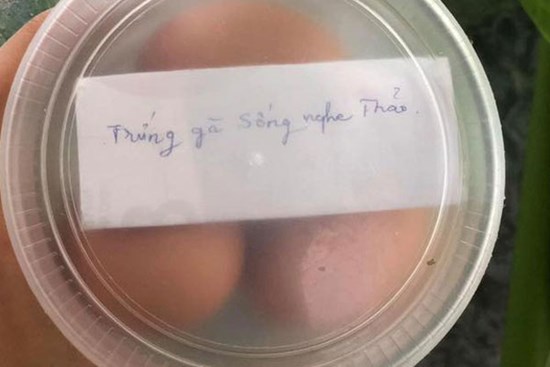 Trứng gà sống nghe Thảo.